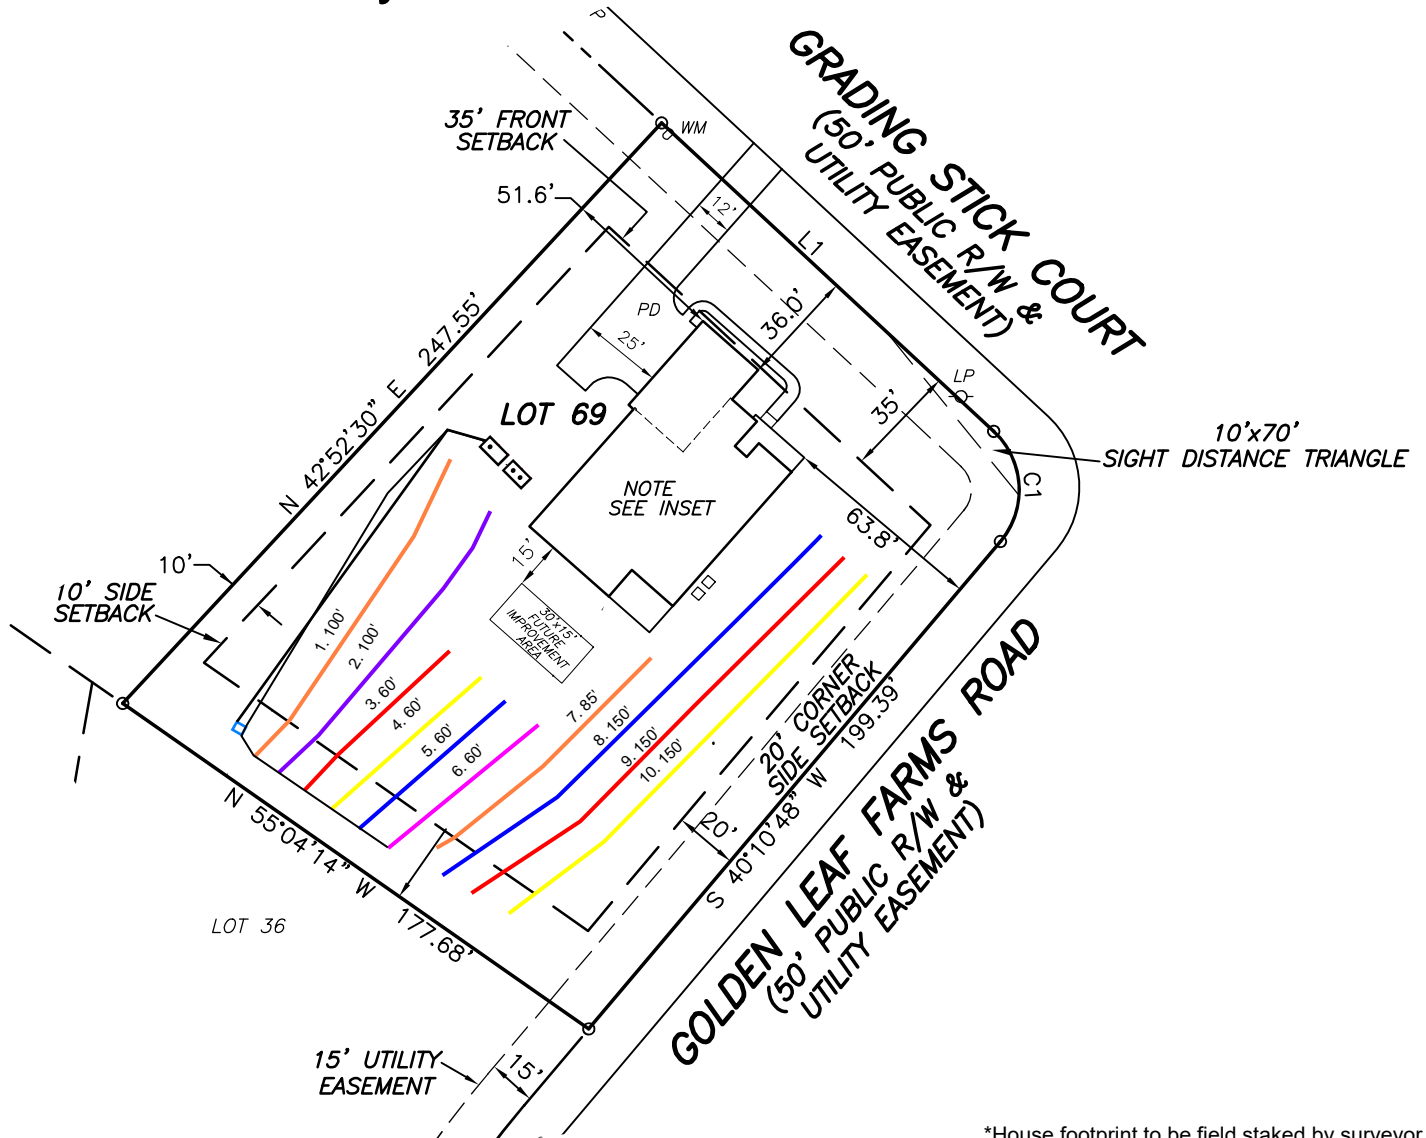 P
WM
GRADING STICK COURT
(50' PUBLIC R/W &
UTILITY EASEMENT)
35' FRONT
SETBACK
51.6'
12'
L1
36.0'
PD
25'
LP
35'
10'x70'
SIGHT DISTANCE TRIANGLE
C1
N 42°52'30" E 247.55'
LOT 69
NOTE
SEE INSET
63.8'
15'
30'x15'
FUTURE
IMPROVEMENT
AREA
10'
10' SIDE
SETBACK
1. 100'
2. 100'
3. 60'
4. 60'
5. 60'
6. 60'
7. 85'
8. 150'
9. 150'
10. 150'
20' CORNER
SIDE SETBACK
20'
S 40°10'48" W 199.39'
GOLDEN LEAF FARMS ROAD
(50' PUBLIC R/W &
UTILITY EASEMENT)
N 55°04'14" W 177.68'
LOT 36
15' UTILITY
EASEMENT
15'
*House footprint to be field staked by surveyor